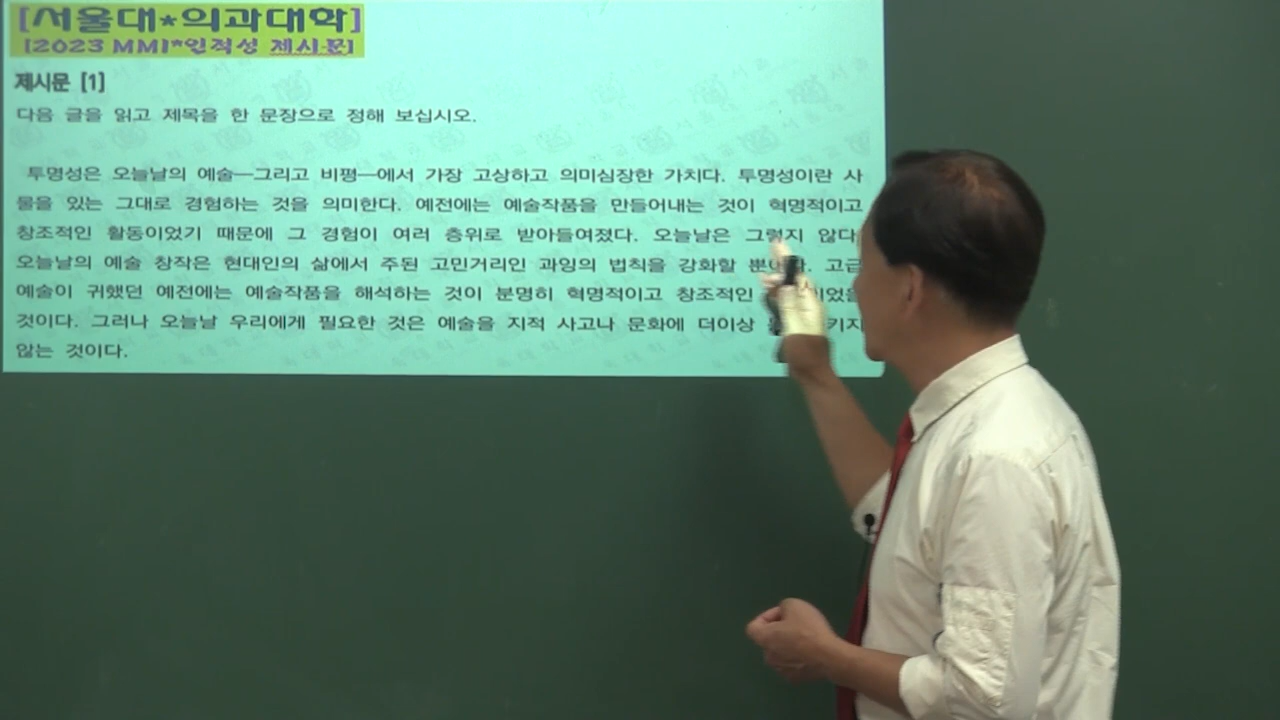 [서울대*의과대학]
[2023 MMI*인적성 제시문]
제시문 [1]
다음 글을 읽고 제목을 한 문장으로 정해 보십시오.
투명성은 오늘날의 예술—그리고 비평—에서 가장 고상하고 의미심장한 가치다. 투명성이란 사
물을 있는 그대로 경험하는 것을 의미한다. 예전에는 예술작품을 만들어내는 것이 혁명적이고
창조적인 활동이었기 때문에 그 경험이 여러 층위로 받아들여졌다. 오늘날은 그렇지 않다
오늘날의 예술 창작은 현대인의 삶에서 주된 고민거리인 과잉의 법칙을 강화할 고급
예술이 귀했던 예전에는 예술작품을 해석하는 것이 분명히 혁명적이고 창조적인 이었을
것이다. 그러나 오늘날 우리에게 필요한 것은 예술을 지적 사고나 문화에 더이상 키지
않는 것이다.